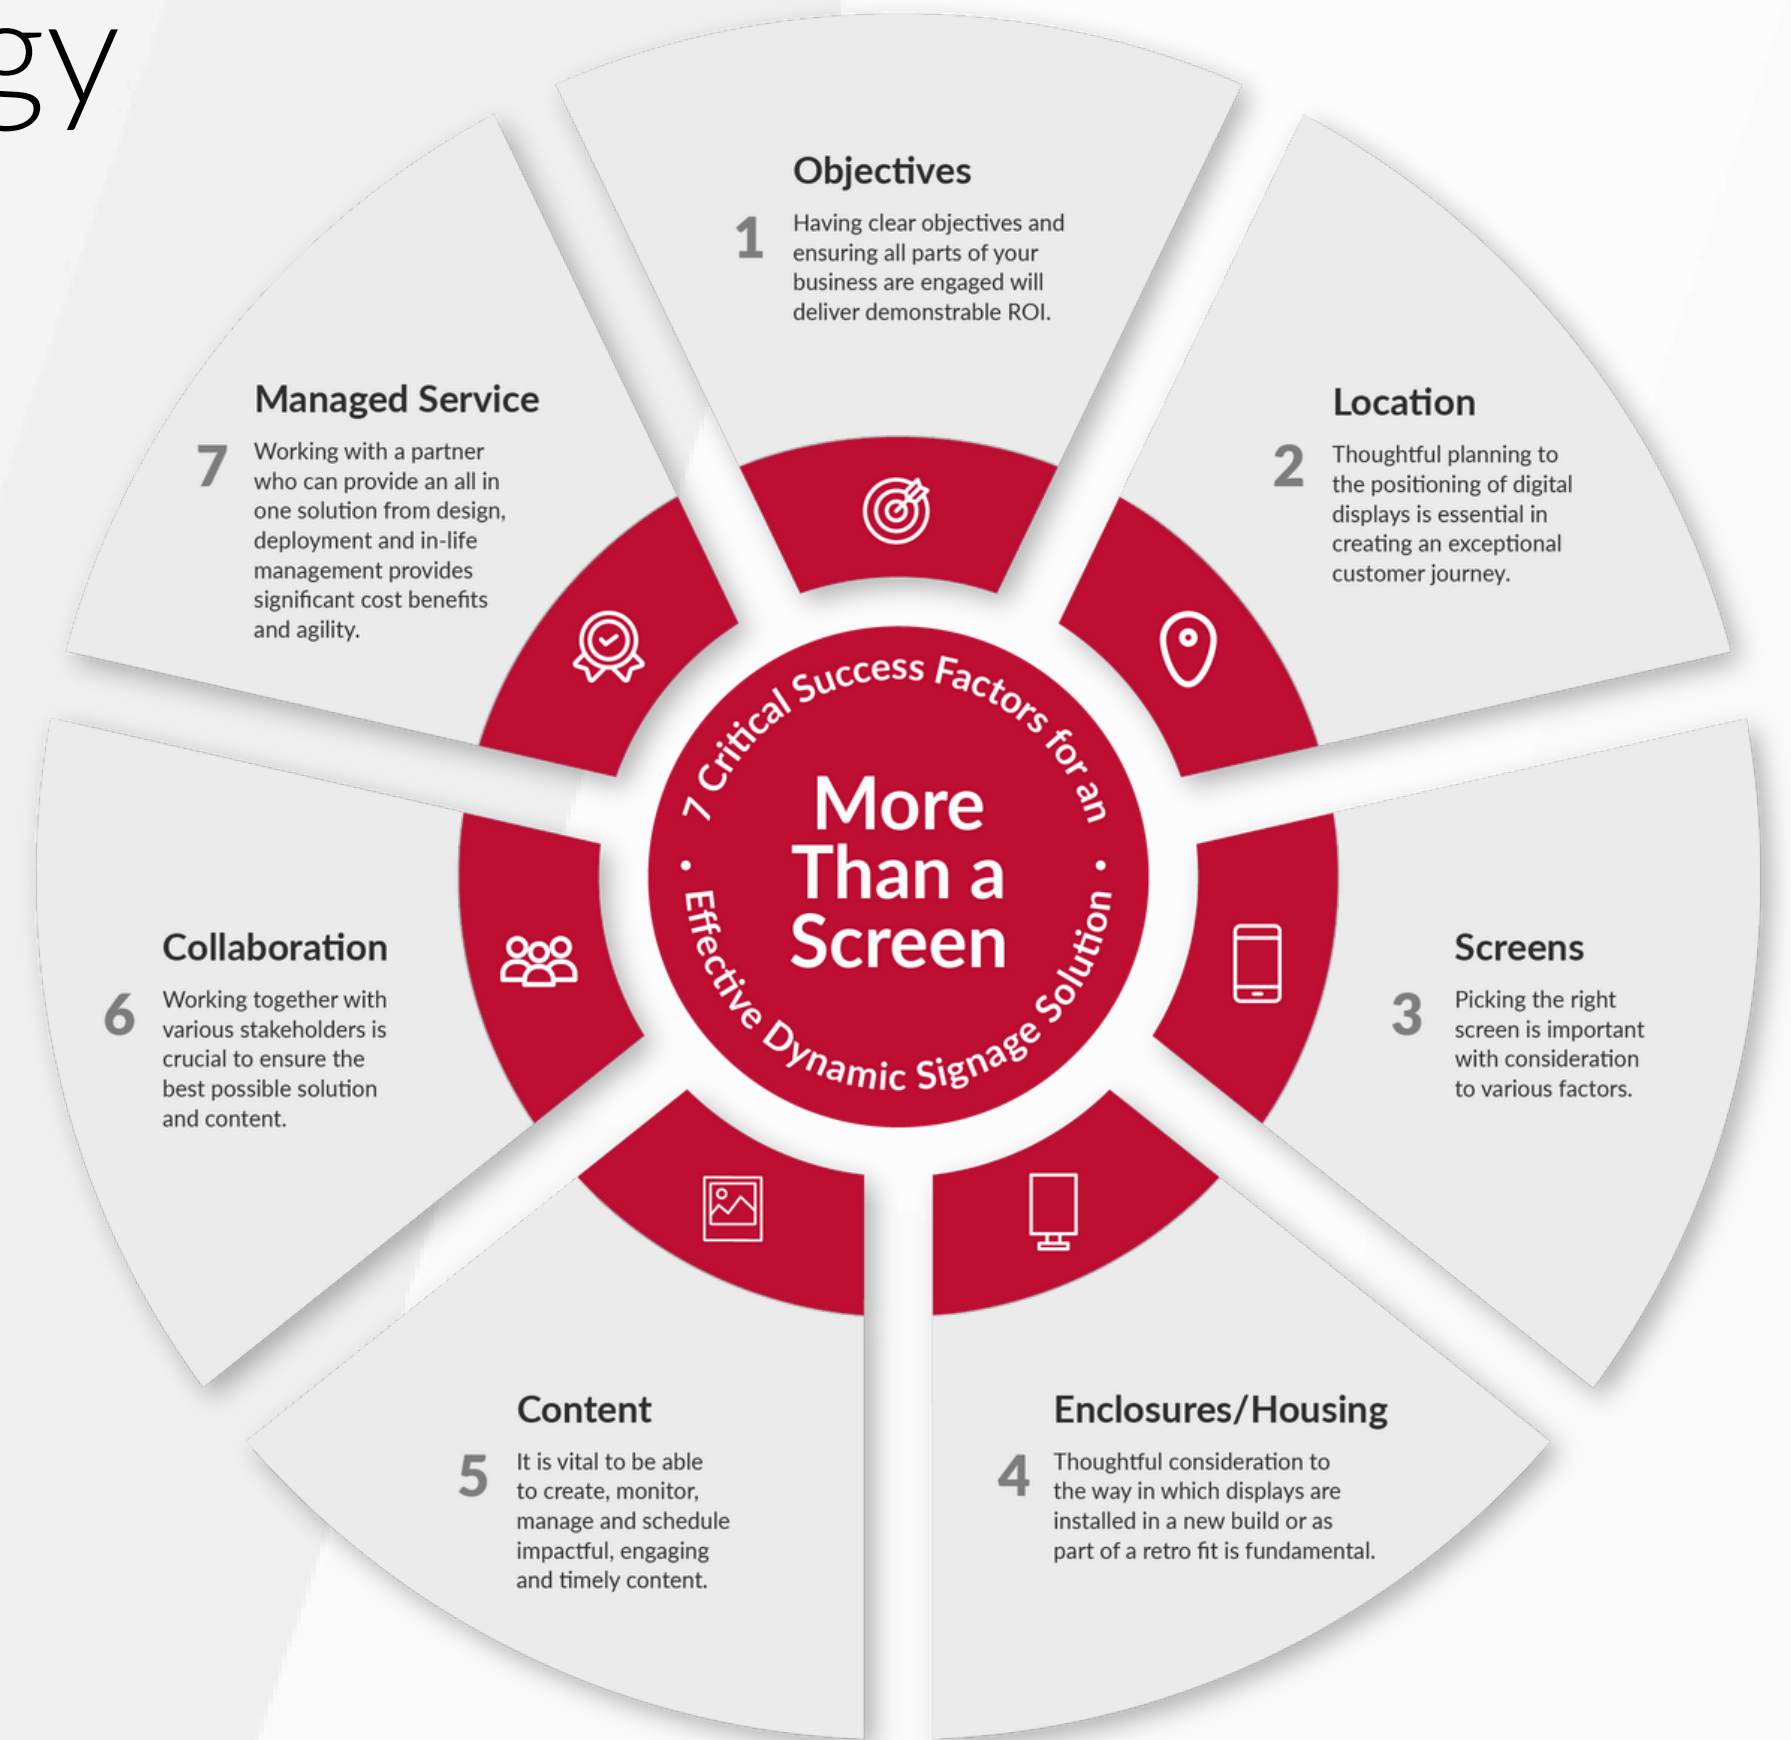 gy
Objectives
1
Having clear objectives and
ensuring all parts of your
business are engaged will
deliver demonstrable ROI.
Location
2
Thoughtful planning to
the positioning of digital
displays is essential in
creating an exceptional
customer journey.
Screens
3
Picking the right
screen is important
with consideration
to various factors.
Enclosures/Housing
4
Thoughtful consideration to
the way in which displays are
installed in a new build or as
part of a retro fit is fundamental.
Content
5
It is vital to be able
to create, monitor,
manage and schedule
impactful, engaging
and timely content.
Collaboration
6
Working together with
various stakeholders is
crucial to ensure the
best possible solution
and content.
Managed Service
7
Working with a partner
who can provide an all in
one solution from design,
deployment and in-life
management provides
significant cost benefits
and agility.
7 Critical Success Factors for an
More
Than a
Screen
• Effective Dynamic Signage Solution •